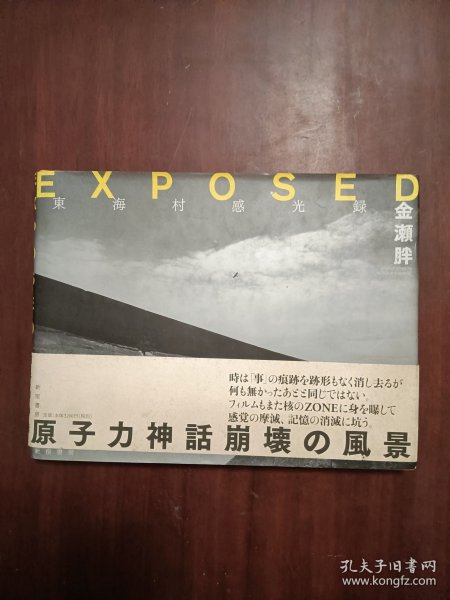 EXPOSED
東海村感光録
金瀬胖
時は「事」の痕跡を跡形もなく消し去るが
何も無かったあとと同じではない。
フィルムもまた核のZONEに身を曝して
感覚の摩滅、記憶の消滅に抗う。
原子力神話崩壊の風景
新宿書房
孔夫子旧书网
www.kongfz.com